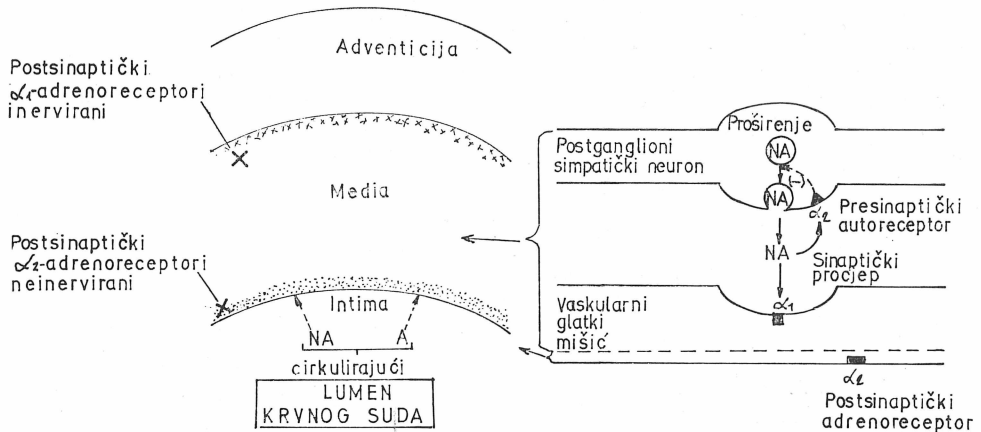 Adventicija
Postsinaptički
α₁-adrenoreceptori
inervirani
Media
Postsinaptički
α₂-adrenoreceptori
neinervirani
Intima
NA A
cirkulirajući
LUMEN
KRVNOG SUDA
Proširenje
NA
Postganglioni
simpatički neuron
(-)
NA
α₂
Presinaptički
autoreceptor
NA
Sinaptički
procjep
α₁
Vaskularni
glatki
mišić
α₂
Postsinaptički
adrenoreceptor